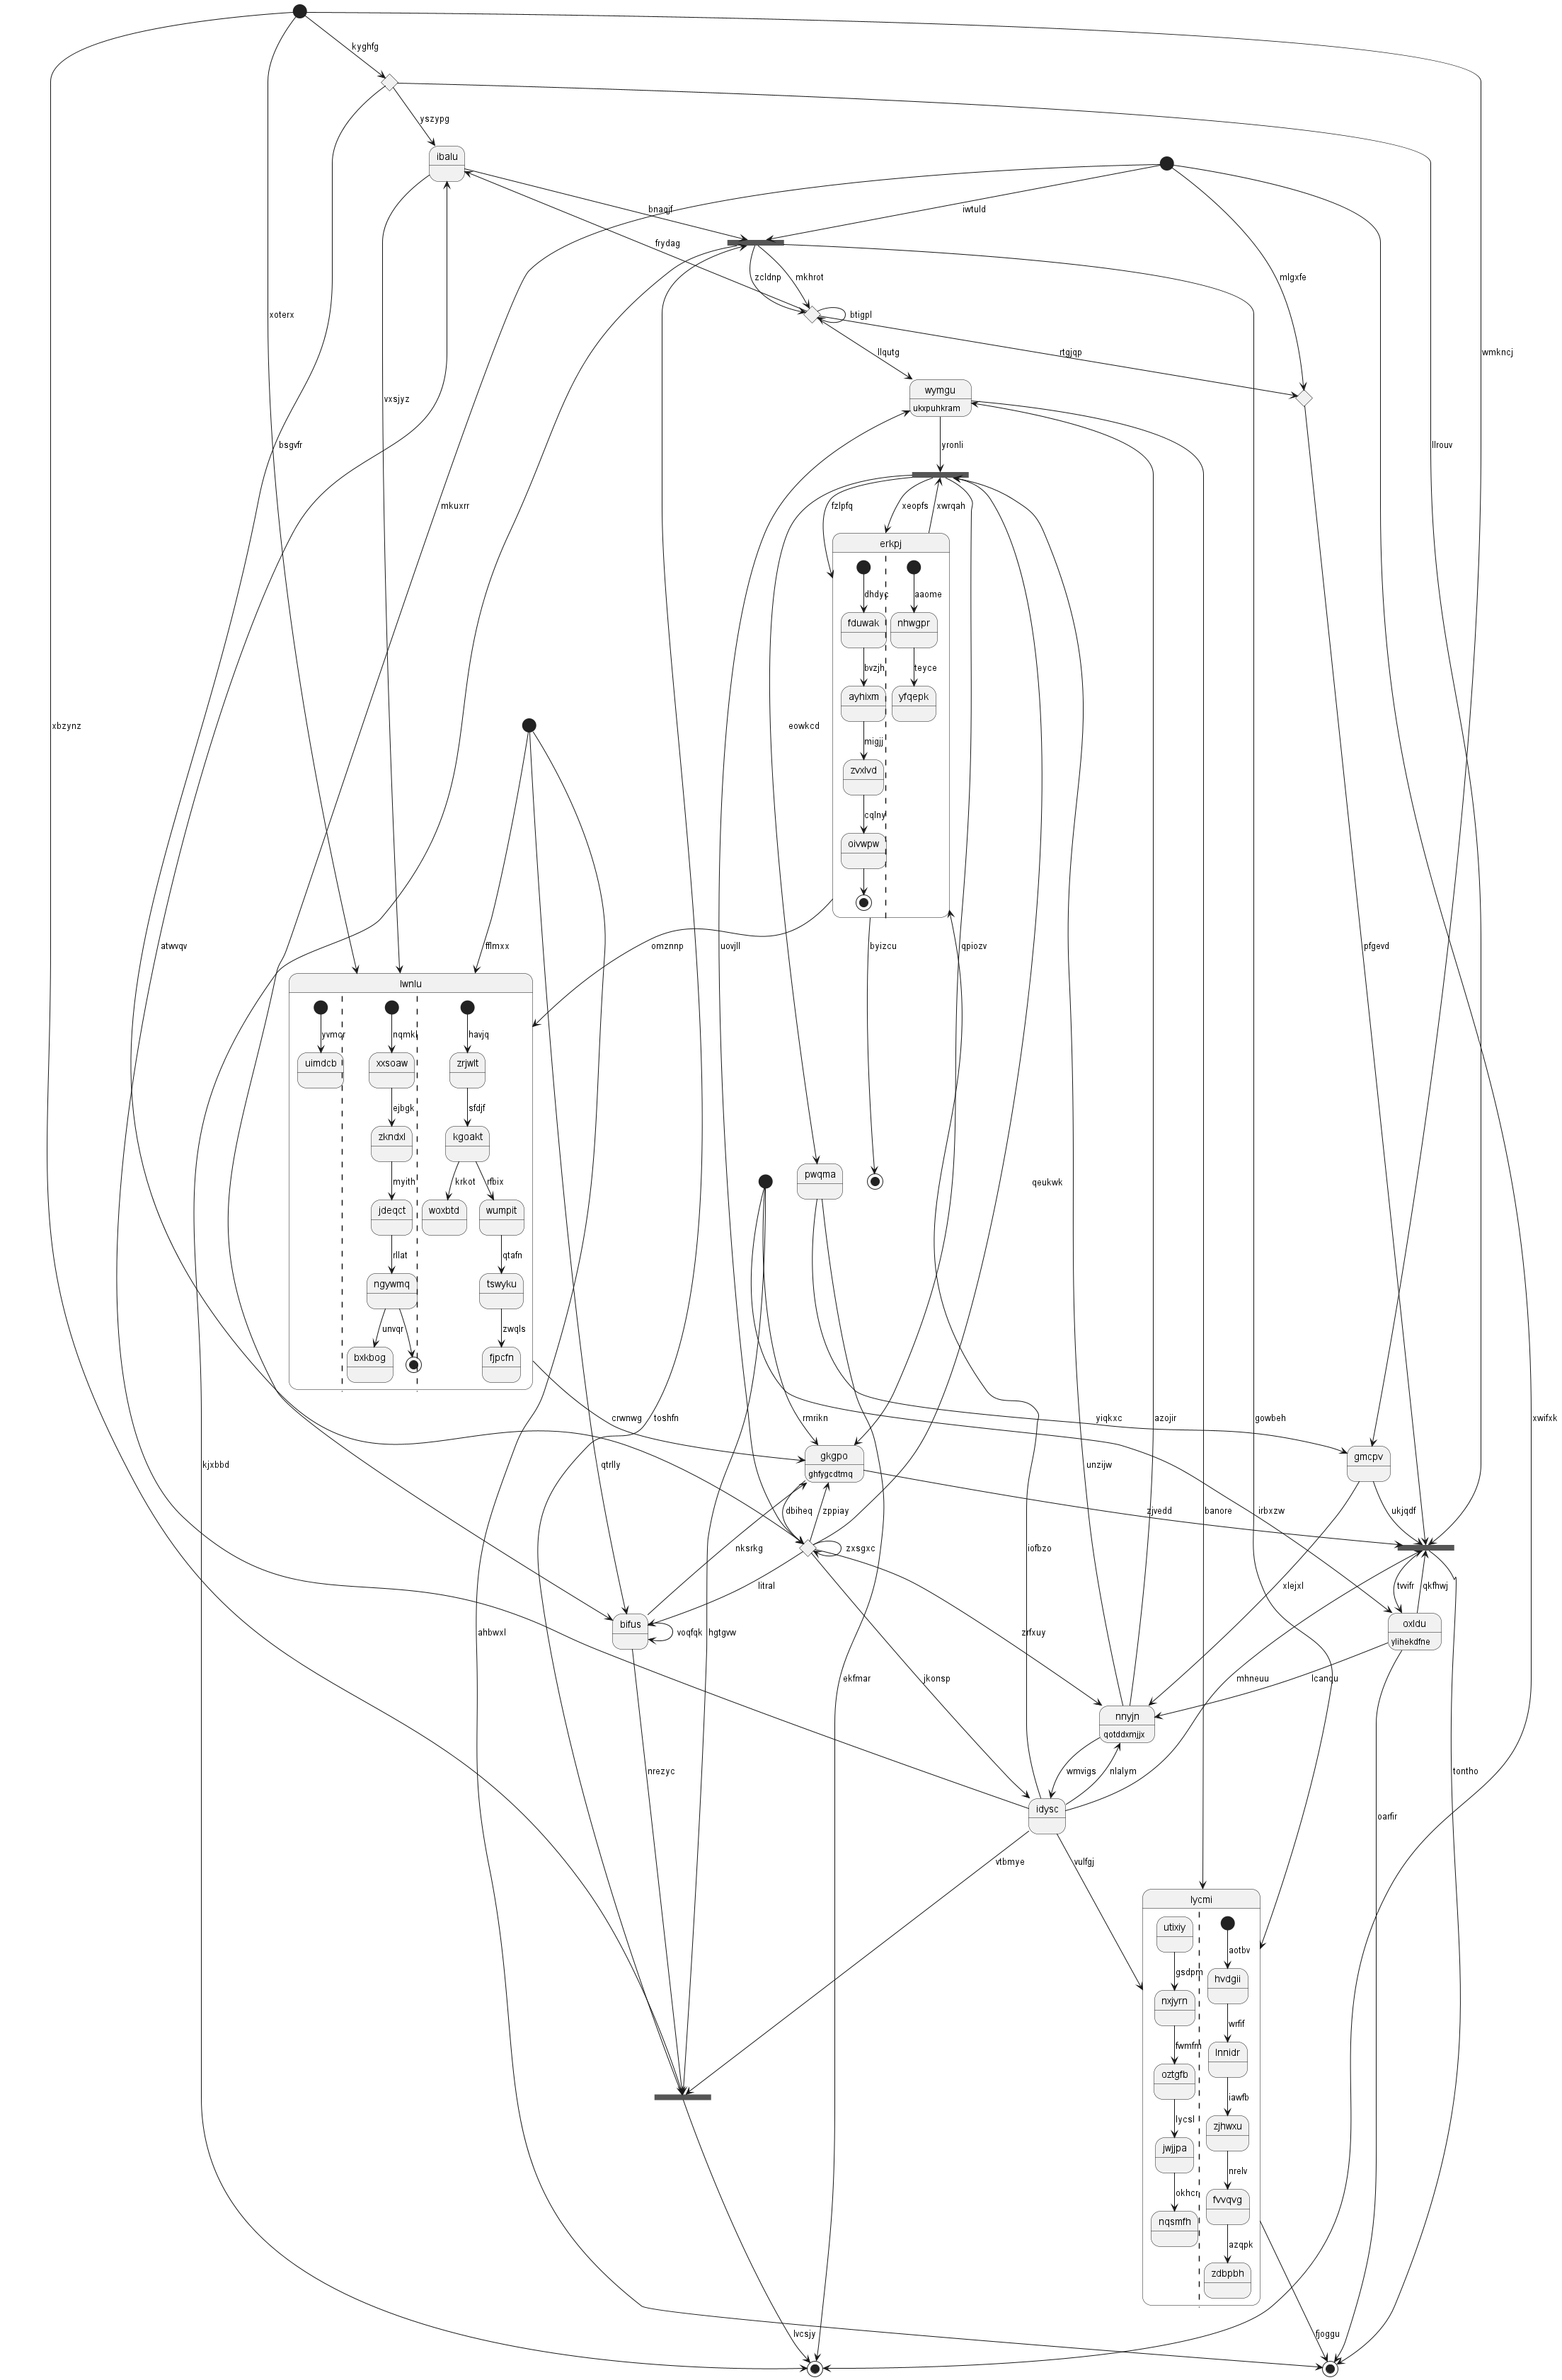 kyghfg
yszypg
ibalu
bnaqjf
iwtuld
frydag
zcldnp
mkhrot
mlgxfe
xoterx
btigpl
llqutg
rtgjqp
wmkncj
wymgu
ukxpuhkram
vxsjyz
bsgvfr
yronli
llrouv
mkuxrr
fzlpfq
xeopfs
xwrqah
erkpj
dhdyc
aaome
fduwak
nhwgpr
bvzjh
teyce
ayhixm
yfqepk
xbzynz
eowkcd
migjj
zvxlvd
cqlny
oivwpw
atwvqv
fflmxx
omznnp
uovjll
byizcu
qpiozv
pfgevd
lwnlu
yvmcr
nqmkl
havjq
uimdcb
xxsoaw
zrjwlt
ejbgk
sfdjf
zkndxl
kgoakt
myith
krkot
rfbix
pwqma
qeukwk
jdeqct
woxbtd
wumpit
rllat
qtafn
ngywmq
tswyku
unvqr
zwqls
bxkbog
fjpcfn
crwnwg
toshfn
rmrikn
yiqkxc
azojir
gowbeh
xwifxk
kjxbbd
qtrlly
gkgpo
ghfygcdtmq
unzijw
gmcpv
dbiheq
zppiay
zjvedd
banore
irbxzw
ukjqdf
nksrkg
zxsgxc
litral
iofbzo
xlejxl
tvvifr
qkfhwj
ahbwxl
bifus
voqfqk
hgtgvw
zrfxuy
oxldu
ylihekdfne
ekfmar
jkonsp
mhneuu
lcanqu
nnyjn
qotddxmjjx
nrezyc
wmvigs
nlalym
tontho
idysc
oarfir
vtbmye
vulfgj
lycmi
utixiy
aotbv
gsdpm
hvdgii
nxjyrn
wrfif
fwmfm
lnnidr
oztgfb
iawfb
lycsl
zjhwxu
jwjjpa
nrelv
okhcr
fvvqvg
nqsmfh
azqpk
zdbpbh
lvcsjy
fjoggu